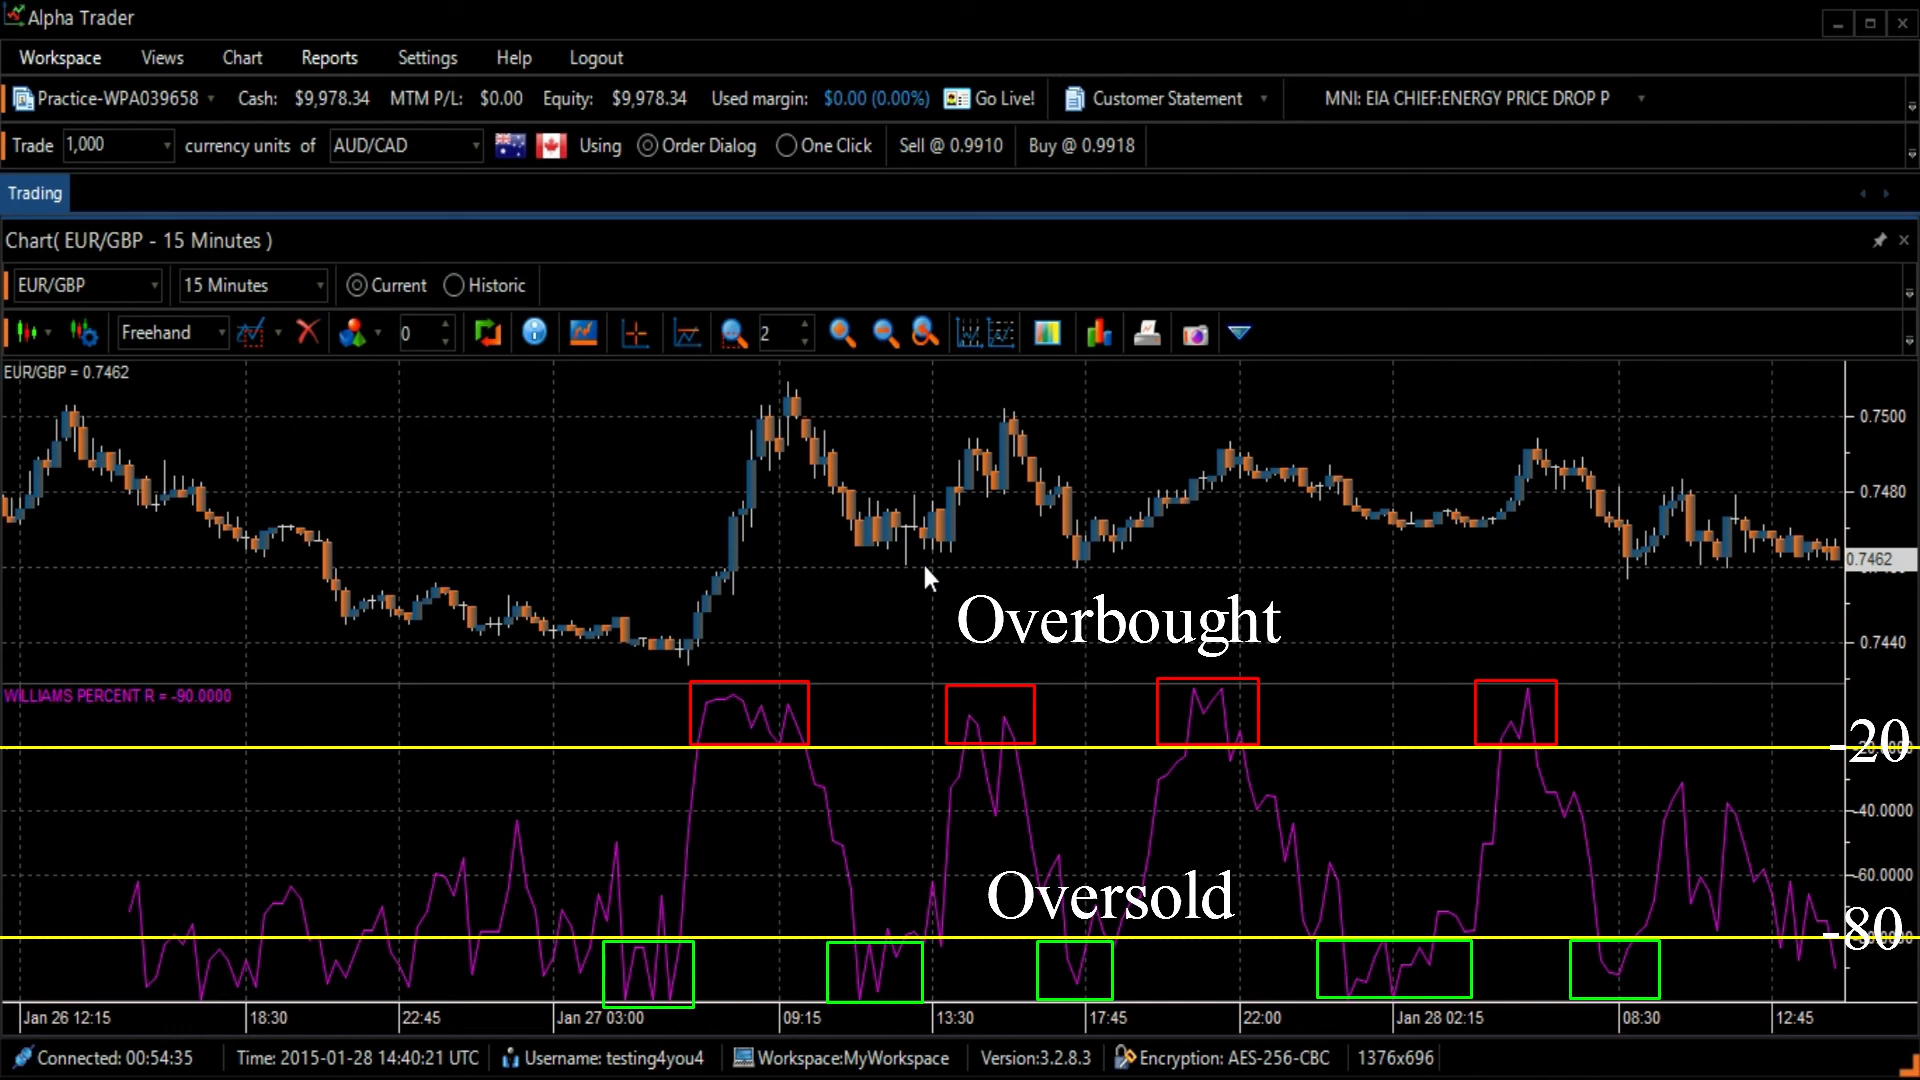 Alpha Trader
Workspace Views Chart Reports Settings Help Logout
Practice-WPA039658 Cash: $9,978.34 MTM P/L: $0.00 Equity: $9,978.34 Used margin: $0.00 (0.00%) Go Live! Customer Statement MNI: EIA CHIEF:ENERGY PRICE DROP P
Trade 1,000 currency units of AUD/CAD Using Order Dialog One Click Sell @ 0.9910 Buy @ 0.9918
Trading
Chart( EUR/GBP - 15 Minutes )
EUR/GBP 15 Minutes Current Historic
Freehand 0 2
EUR/GBP = 0.7462
0.7500
0.7480
0.7462
Overbought
0.7440
WILLIAMS PERCENT R = -90.0000
-20
-40.0000
-60.0000
Oversold
-80
Jan 26 12:15 18:30 22:45 Jan 27 03:00 09:15 13:30 17:45 22:00 Jan 28 02:15 08:30 12:45
Connected: 00:54:35 Time: 2015-01-28 14:40:21 UTC Username: testing4you4 Workspace:MyWorkspace Version:3.2.8.3 Encryption: AES-256-CBC 1376x696